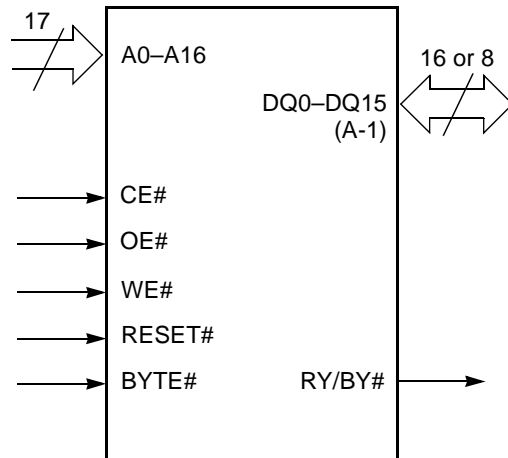 17
A0–A16
16 or 8
DQ0–DQ15
(A-1)
CE#
OE#
WE#
RESET#
BYTE#
RY/BY#